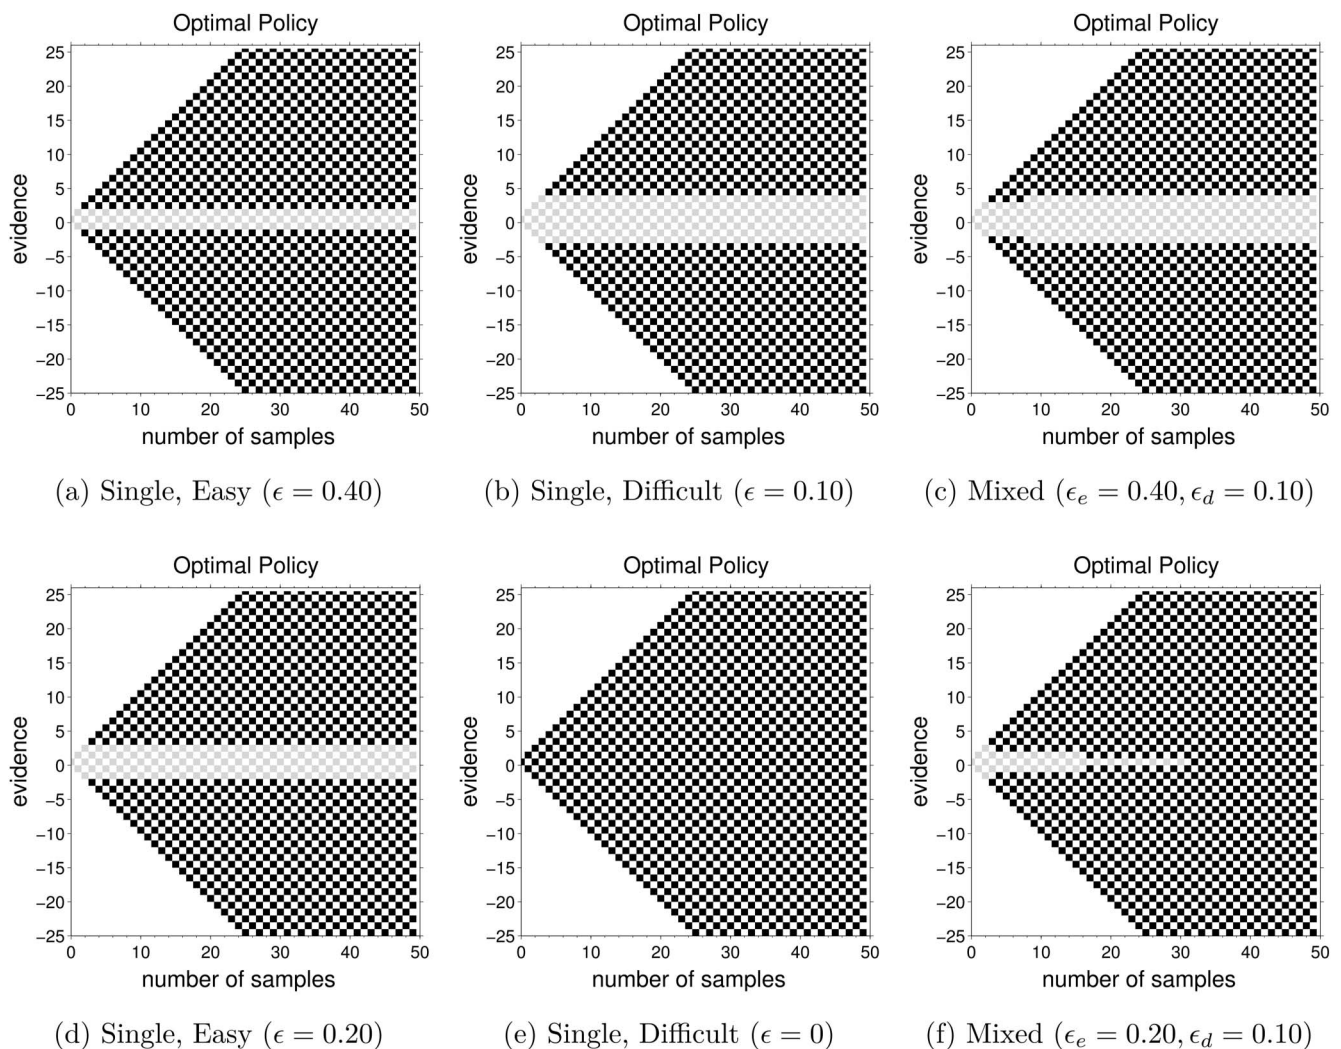 Optimal Policy
Optimal Policy
Optimal Policy
25
20
15
10
5
0
−5
−10
−15
−20
−25
evidence
0 10 20 30 40 50
number of samples
25
20
15
10
5
0
−5
−10
−15
−20
−25
evidence
0 10 20 30 40 50
number of samples
25
20
15
10
5
0
−5
−10
−15
−20
−25
evidence
0 10 20 30 40 50
number of samples
(a) Single, Easy (ϵ = 0.40)
(b) Single, Difficult (ϵ = 0.10)
(c) Mixed (ϵ_e = 0.40, ϵ_d = 0.10)
Optimal Policy
Optimal Policy
Optimal Policy
25
20
15
10
5
0
−5
−10
−15
−20
−25
evidence
0 10 20 30 40 50
number of samples
25
20
15
10
5
0
−5
−10
−15
−20
−25
evidence
0 10 20 30 40 50
number of samples
25
20
15
10
5
0
−5
−10
−15
−20
−25
evidence
0 10 20 30 40 50
number of samples
(d) Single, Easy (ϵ = 0.20)
(e) Single, Difficult (ϵ = 0)
(f) Mixed (ϵ_e = 0.20, ϵ_d = 0.10)